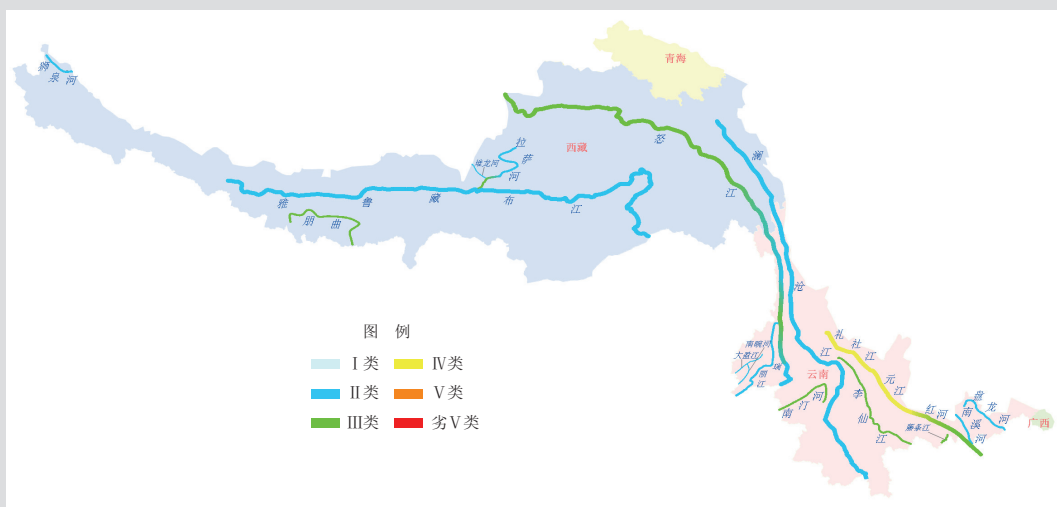 青海
狮泉河
西藏
怒江
澜沧江
拉萨河
堆龙河
雅鲁藏布江
朋曲
图 例
Ⅰ类
Ⅳ类
Ⅱ类
Ⅴ类
Ⅲ类
劣Ⅴ类
南畹河
大盈江
瑞丽江
云南
礼社江
元江
红河
南汀河
李仙江
藤条江
盘龙河
南溪河
广西